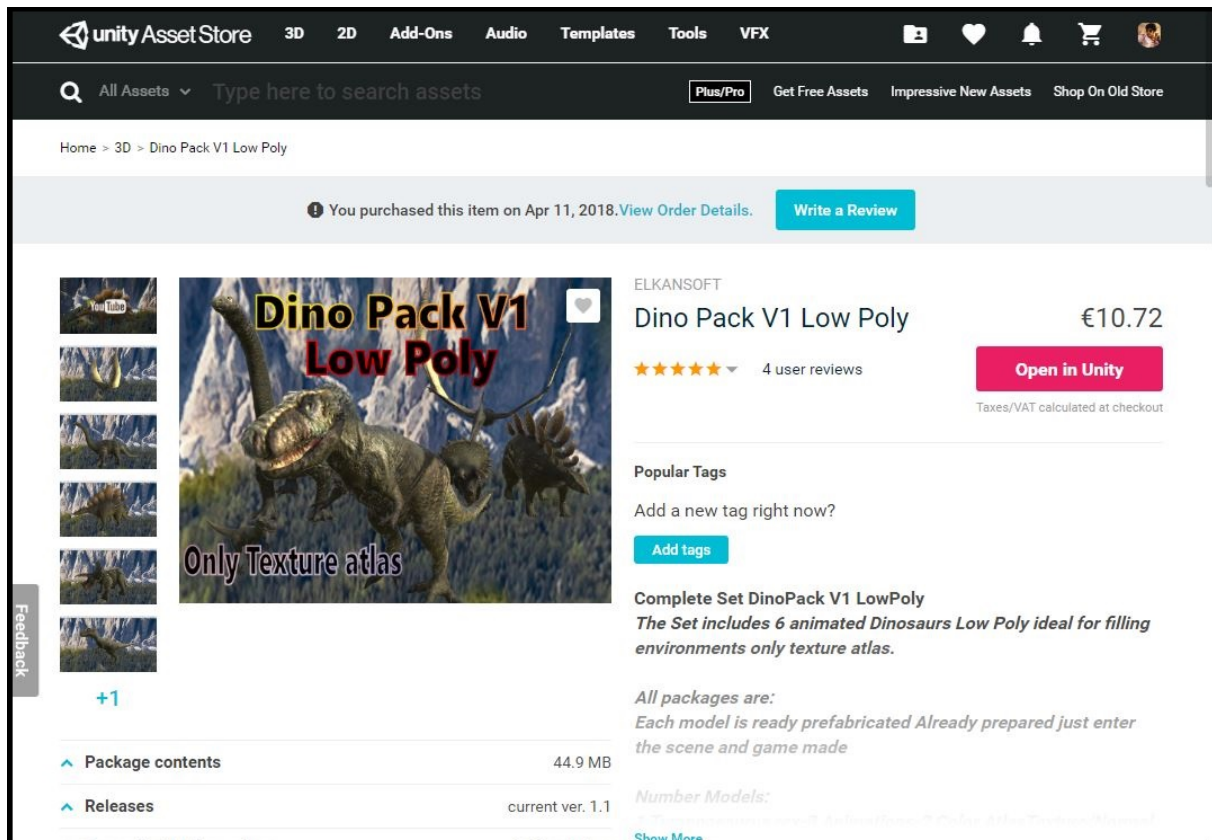 unity Asset Store 3D 2D Add-Ons Audio Templates Tools VFX
All Assets Type here to search assets Plus/Pro Get Free Assets Impressive New Assets Shop On Old Store
Home > 3D > Dino Pack V1 Low Poly
You purchased this item on Apr 11, 2018.View Order Details. Write a Review
You Tube
Dino Pack V1
Low Poly
Only Texture atlas
+1
Package contents 44.9 MB
Releases current ver. 1.1
Feedback
ELKANSOFT
Dino Pack V1 Low Poly €10.72
4 user reviews Open in Unity
Taxes/VAT calculated at checkout
Popular Tags
Add a new tag right now?
Add tags
Complete Set DinoPack V1 LowPoly
The Set includes 6 animated Dinosaurs Low Poly ideal for filling
environments only texture atlas.
All packages are:
Each model is ready prefabricated Already prepared just enter
the scene and game made
Number Models:
Show More